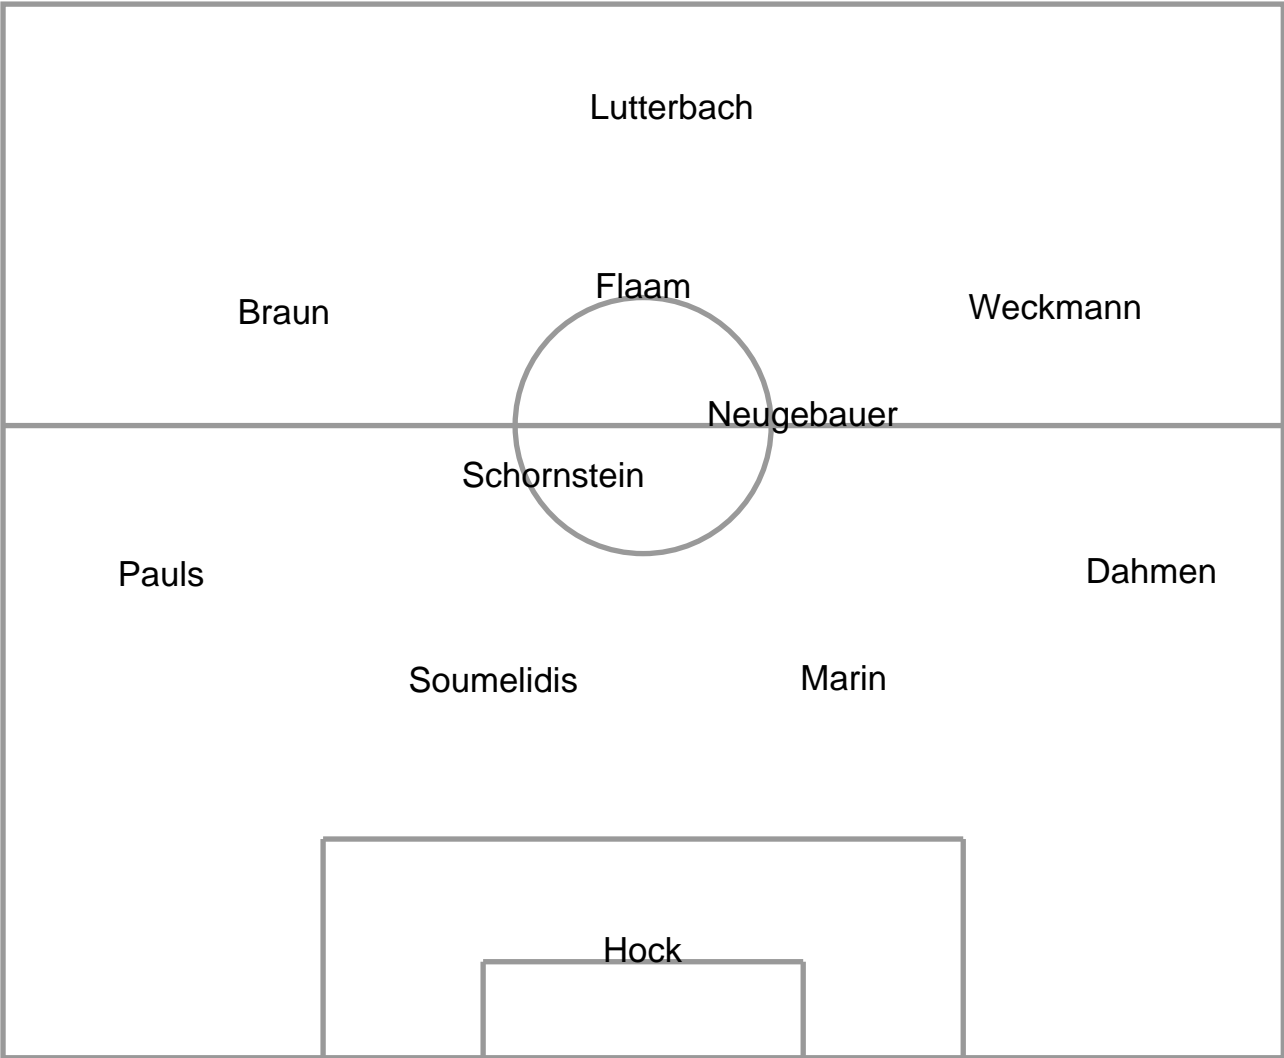 Lutterbach
Flaam
Braun
Weckmann
Neugebauer
Schornstein
Pauls
Dahmen
Soumelidis
Marin
Hock